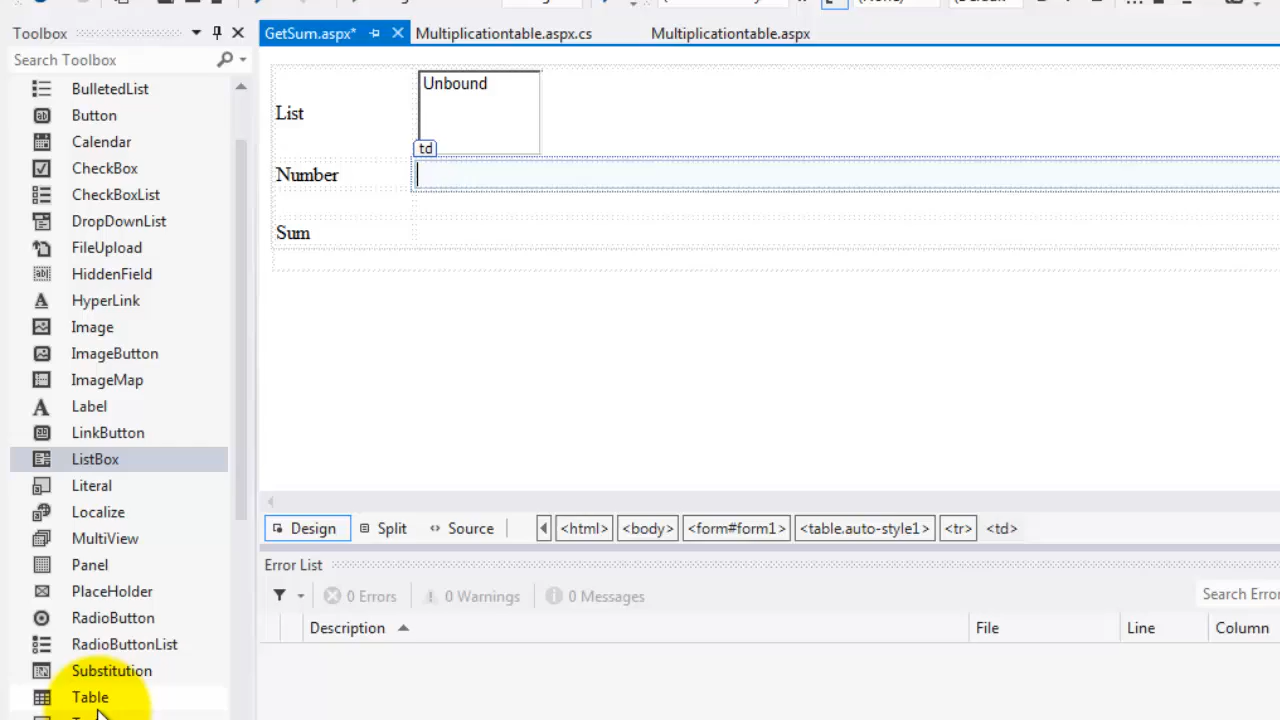 Toolbox
GetSum.aspx* Multiplicationtable.aspx.cs Multiplicationtable.aspx
Search Toolbox
BulletedList
Button
Calendar
CheckBox
CheckBoxList
DropDownList
FileUpload
HiddenField
HyperLink
Image
ImageButton
ImageMap
Label
LinkButton
ListBox
Literal
Localize
MultiView
Panel
PlaceHolder
RadioButton
RadioButtonList
Substitution
Table
Unbound
List
td
Number
Sum
Design Split Source <html> <body> <form#form1> <table.auto-style1> <tr> <td>
Error List
0 Errors 0 Warnings 0 Messages Search Error
Description File Line Column